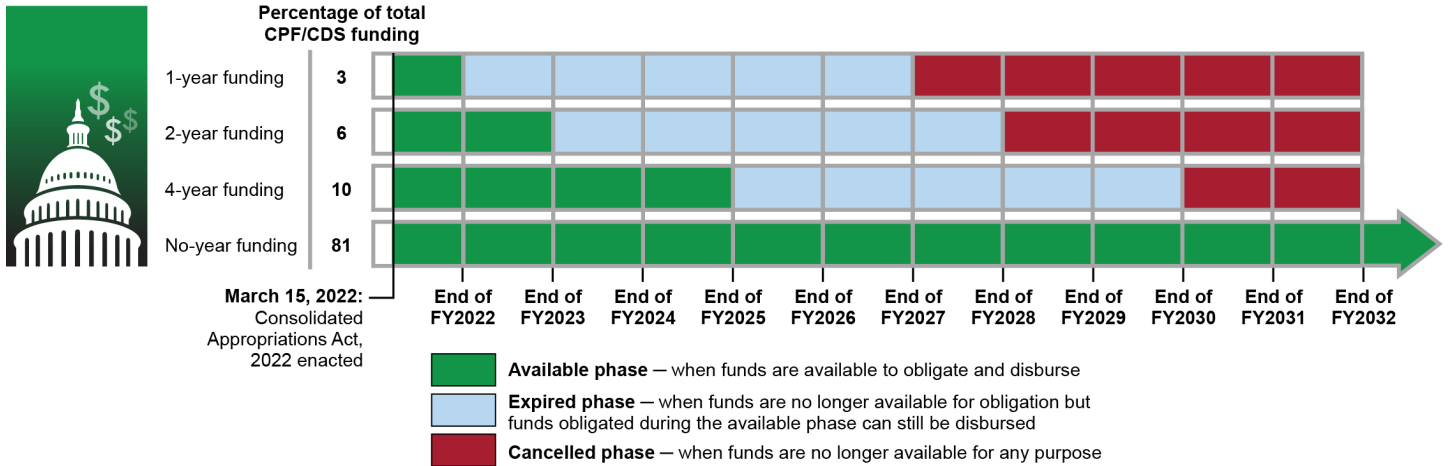 Percentage of total
CPF/CDS funding
$ $ $
1-year funding 3
2-year funding 6
4-year funding 10
No-year funding 81
March 15, 2022:
Consolidated
Appropriations Act,
2022 enacted
End of
FY2022
End of
FY2023
End of
FY2024
End of
FY2025
End of
FY2026
End of
FY2027
End of
FY2028
End of
FY2029
End of
FY2030
End of
FY2031
End of
FY2032
Available phase — when funds are available to obligate and disburse
Expired phase — when funds are no longer available for obligation but
funds obligated during the available phase can still be disbursed
Cancelled phase — when funds are no longer available for any purpose